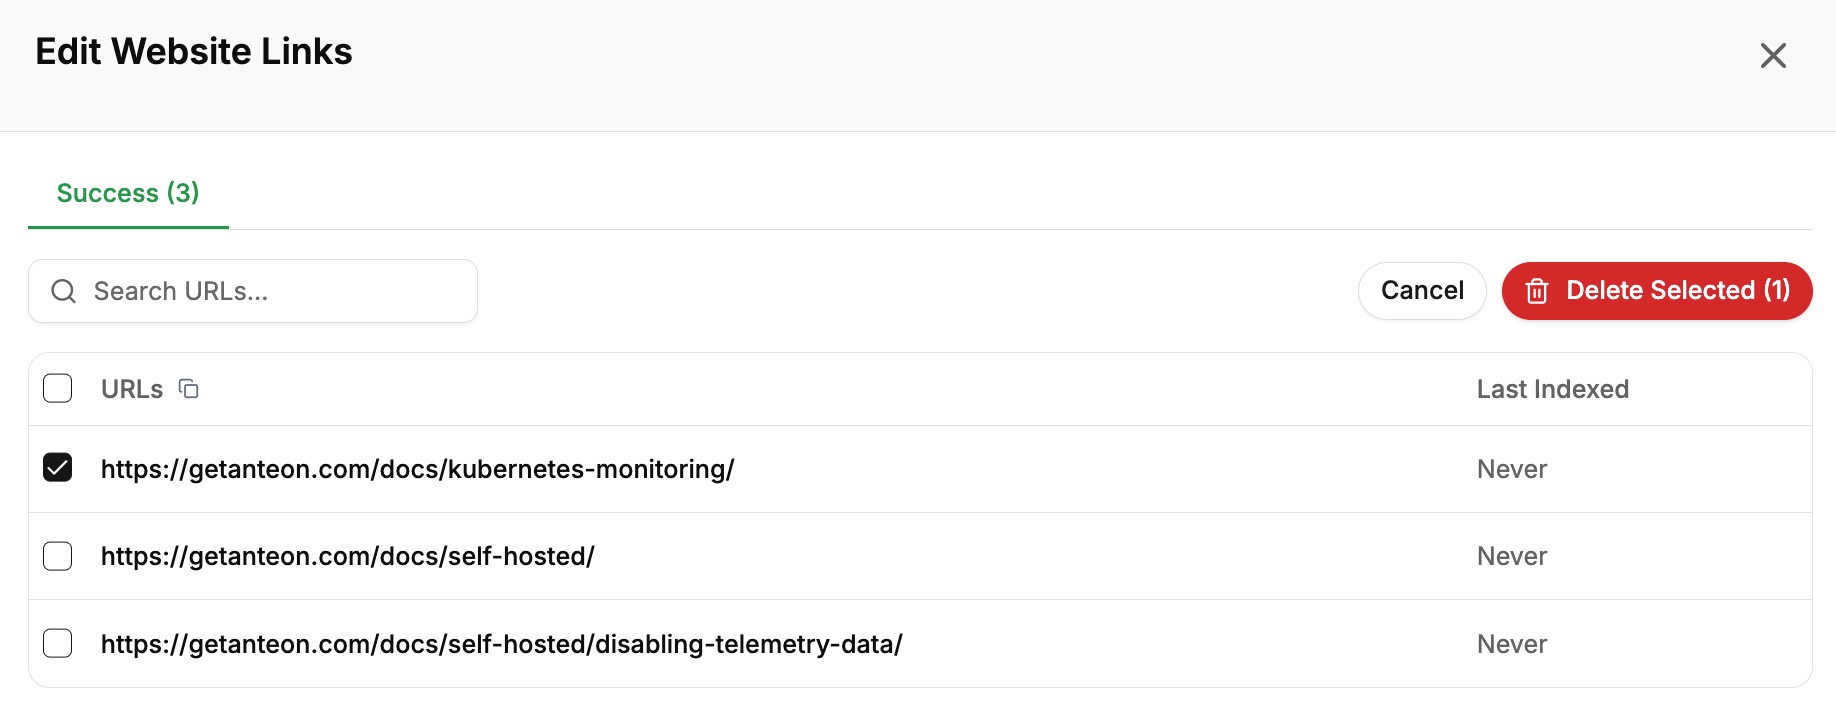 Edit Website Links
Success (3)
Search URLs...
Cancel
Delete Selected (1)
URLs
Last Indexed
https://getanteon.com/docs/kubernetes-monitoring/
Never
https://getanteon.com/docs/self-hosted/
Never
https://getanteon.com/docs/self-hosted/disabling-telemetry-data/
Never